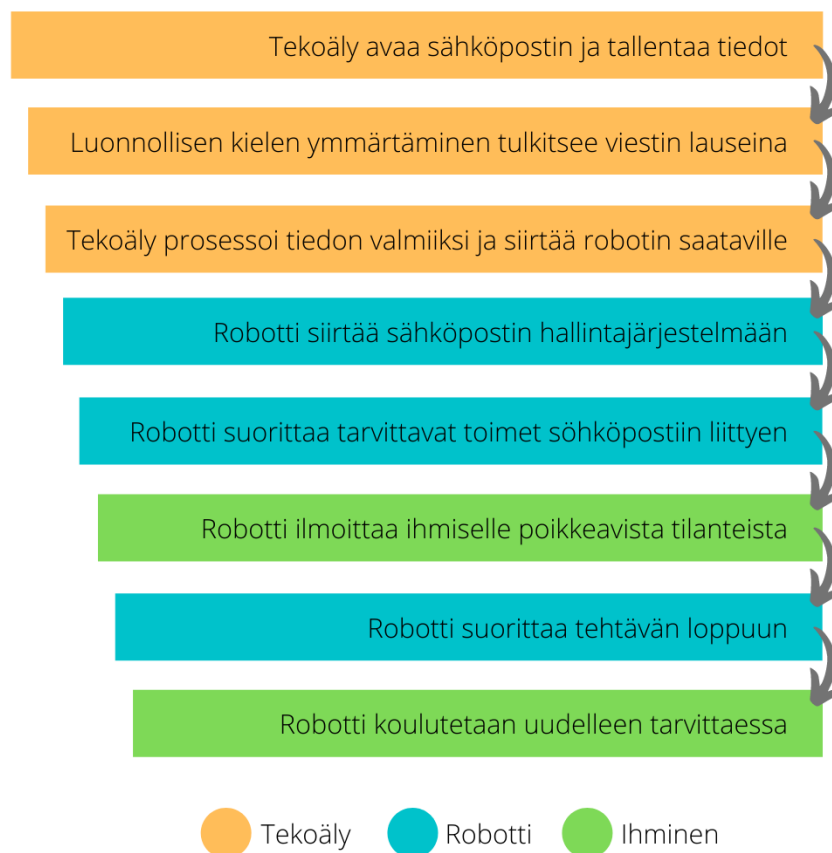 Tekoäly avaa sähköpostin ja tallentaa tiedot
Luonnollisen kielen ymmärtäminen tulkitsee viestin lauseina
Tekoäly prosessoi tiedon valmiiksi ja siirtää robotin saataville
Robotti siirtää sähköpostin hallintajärjestelmään
Robotti suorittaa tarvittavat toimet söhköpostiin liittyen
Robotti ilmoittaa ihmiselle poikkeavista tilanteista
Robotti suorittaa tehtävän loppuun
Robotti koulutetaan uudelleen tarvittaessa
Tekoäly Robotti Ihminen